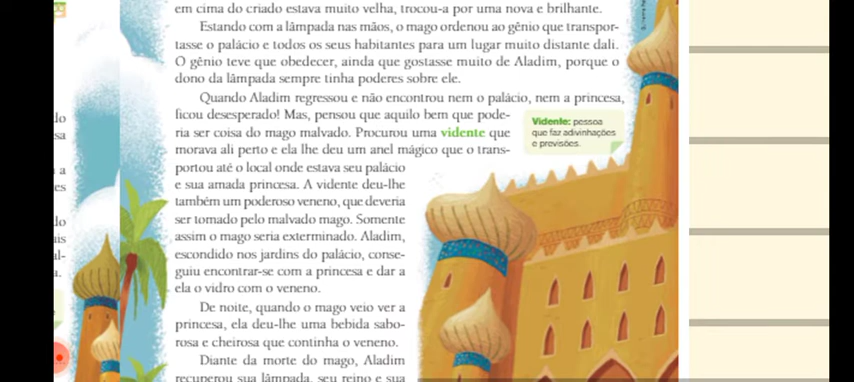 em cima do criado estava muito velha, trocou-a por uma nova e brilhante.
Estando com a lâmpada nas mãos, o mago ordenou ao gênio que transpor-
tasse o palácio e todos os seus habitantes para um lugar muito distante dali.
O gênio teve que obedecer, ainda que gostasse muito de Aladim, porque o
dono da lâmpada sempre tinha poderes sobre ele.
Quando Aladim regressou e não encontrou nem o palácio, nem a princesa,
ficou desesperado! Mas, pensou que aquilo bem que pode-
ria ser coisa do mago malvado. Procurou uma vidente que
morava ali perto e ela lhe deu um anel mágico que o trans-
portou até o local onde estava seu palácio
e sua amada princesa. A vidente deu-lhe
também um poderoso veneno, que deveria
ser tomado pelo malvado mago. Somente
assim o mago seria exterminado. Aladim,
escondido nos jardins do palácio, conse-
guiu encontrar-se com a princesa e dar a
ela o vidro com o veneno.
De noite, quando o mago veio ver a
princesa, ela deu-lhe uma bebida sabo-
rosa e cheirosa que continha o veneno.
Diante da morte do mago, Aladim
recuperou sua lâmpada, seu reino e sua
Vidente: pessoa
que faz adivinhações
e previsões.